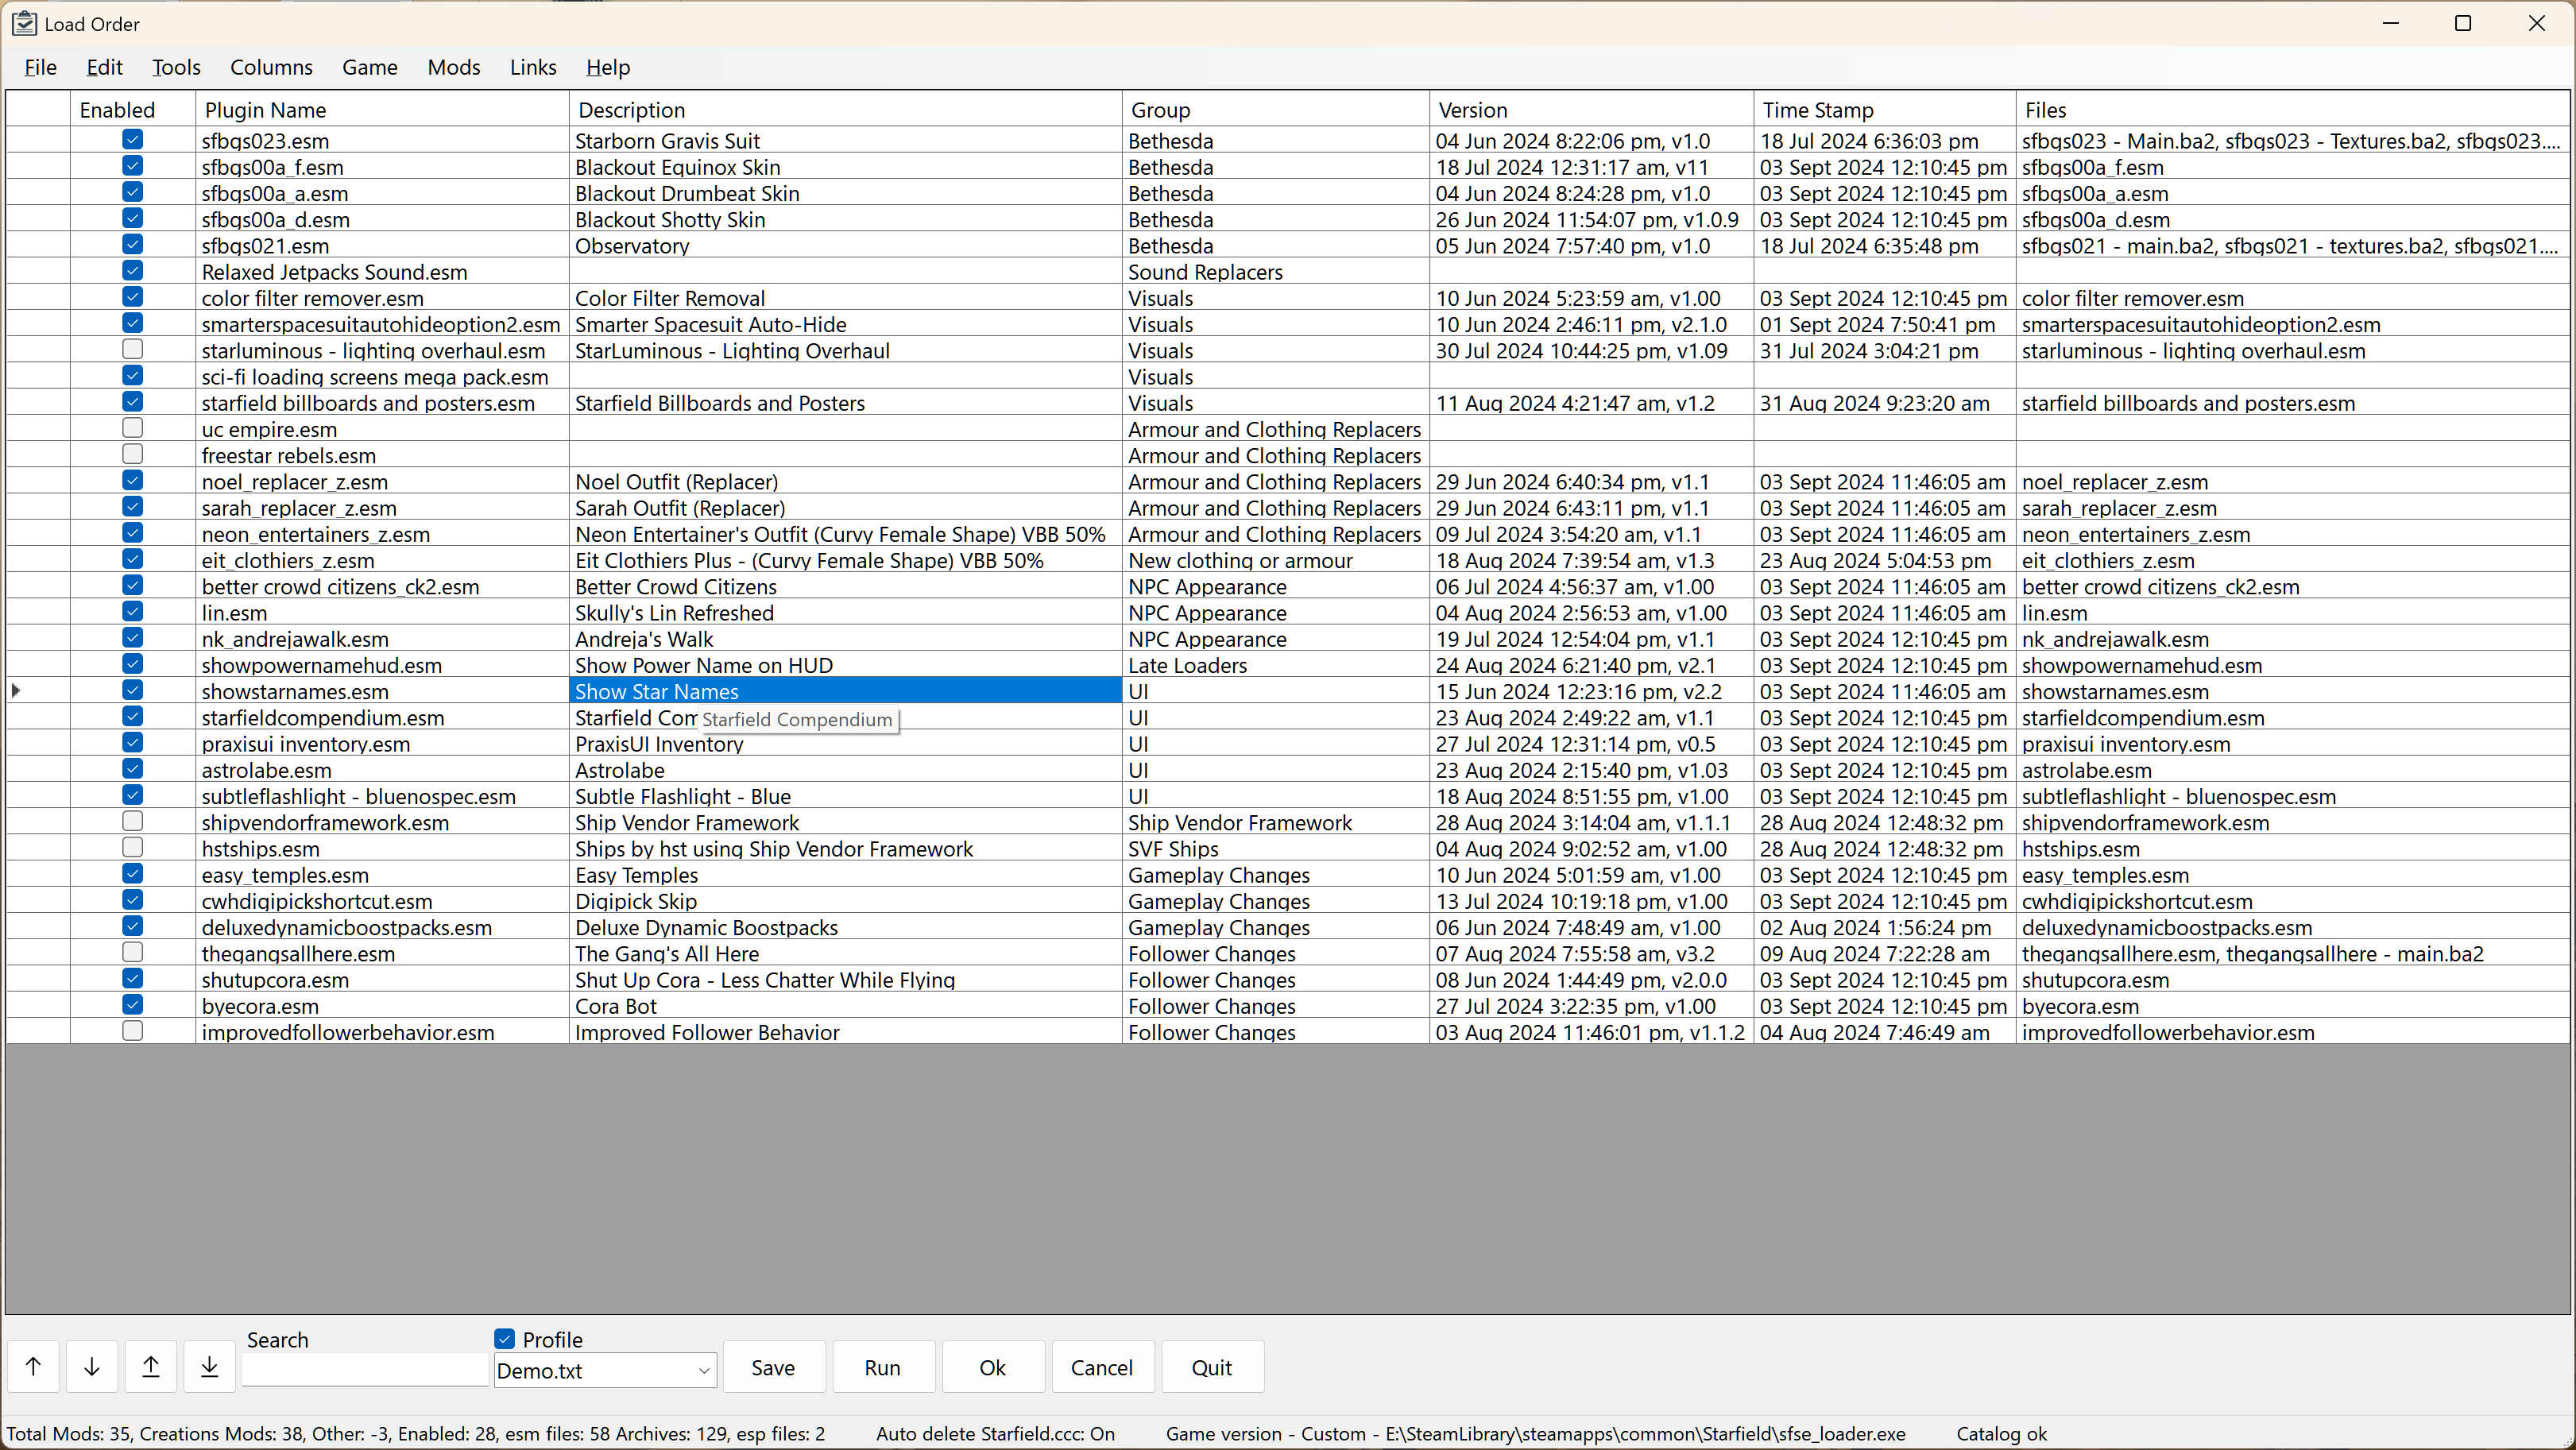 Load Order
File Edit Tools Columns Game Mods Links Help
Enabled Plugin Name Description Group Version Time Stamp Files
sfbgs023.esm Starborn Gravis Suit Bethesda 04 Jun 2024 8:22:06 pm, v1.0 18 Jul 2024 6:36:03 pm sfbgs023 - Main.ba2, sfbgs023 - Textures.ba2, sfbgs023....
sfbgs00a_f.esm Blackout Equinox Skin Bethesda 18 Jul 2024 12:31:17 am, v11 03 Sept 2024 12:10:45 pm sfbgs00a_f.esm
sfbgs00a_a.esm Blackout Drumbeat Skin Bethesda 04 Jun 2024 8:24:28 pm, v1.0 03 Sept 2024 12:10:45 pm sfbgs00a_a.esm
sfbgs00a_d.esm Blackout Shotty Skin Bethesda 26 Jun 2024 11:54:07 pm, v1.0.9 03 Sept 2024 12:10:45 pm sfbgs00a_d.esm
sfbgs021.esm Observatory Bethesda 05 Jun 2024 7:57:40 pm, v1.0 18 Jul 2024 6:35:48 pm sfbgs021 - main.ba2, sfbgs021 - textures.ba2, sfbgs021....
Relaxed Jetpacks Sound.esm Sound Replacers
color filter remover.esm Color Filter Removal Visuals 10 Jun 2024 5:23:59 am, v1.00 03 Sept 2024 12:10:45 pm color filter remover.esm
smarterspacesuitautohideoption2.esm Smarter Spacesuit Auto-Hide Visuals 10 Jun 2024 2:46:11 pm, v2.1.0 01 Sept 2024 7:50:41 pm smarterspacesuitautohideoption2.esm
starluminous - lighting overhaul.esm StarLuminous - Lighting Overhaul Visuals 30 Jul 2024 10:44:25 pm, v1.09 31 Jul 2024 3:04:21 pm starluminous - lighting overhaul.esm
sci-fi loading screens mega pack.esm Visuals
starfield billboards and posters.esm Starfield Billboards and Posters Visuals 11 Aug 2024 4:21:47 am, v1.2 31 Aug 2024 9:23:20 am starfield billboards and posters.esm
uc empire.esm Armour and Clothing Replacers
freestar rebels.esm Armour and Clothing Replacers
noel_replacer_z.esm Noel Outfit (Replacer) Armour and Clothing Replacers 29 Jun 2024 6:40:34 pm, v1.1 03 Sept 2024 11:46:05 am noel_replacer_z.esm
sarah_replacer_z.esm Sarah Outfit (Replacer) Armour and Clothing Replacers 29 Jun 2024 6:43:11 pm, v1.1 03 Sept 2024 11:46:05 am sarah_replacer_z.esm
neon_entertainers_z.esm Neon Entertainer's Outfit (Curvy Female Shape) VBB 50% Armour and Clothing Replacers 09 Jul 2024 3:54:20 am, v1.1 03 Sept 2024 11:46:05 am neon_entertainers_z.esm
eit_clothiers_z.esm Eit Clothiers Plus - (Curvy Female Shape) VBB 50% New clothing or armour 18 Aug 2024 7:39:54 am, v1.3 23 Aug 2024 5:04:53 pm eit_clothiers_z.esm
better crowd citizens_ck2.esm Better Crowd Citizens NPC Appearance 06 Jul 2024 4:56:37 am, v1.00 03 Sept 2024 11:46:05 am better crowd citizens_ck2.esm
lin.esm Skully's Lin Refreshed NPC Appearance 04 Aug 2024 2:56:53 am, v1.00 03 Sept 2024 11:46:05 am lin.esm
nk_andrejawalk.esm Andreja's Walk NPC Appearance 19 Jul 2024 12:54:04 pm, v1.1 03 Sept 2024 12:10:45 pm nk_andrejawalk.esm
showpowernamehud.esm Show Power Name on HUD Late Loaders 24 Aug 2024 6:21:40 pm, v2.1 03 Sept 2024 12:10:45 pm showpowernamehud.esm
showstarnames.esm Show Star Names UI 15 Jun 2024 12:23:16 pm, v2.2 03 Sept 2024 11:46:05 am showstarnames.esm
starfieldcompendium.esm Starfield Com Starfield Compendium UI 23 Aug 2024 2:49:22 am, v1.1 03 Sept 2024 12:10:45 pm starfieldcompendium.esm
praxisui inventory.esm PraxisUI Inventory UI 27 Jul 2024 12:31:14 pm, v0.5 03 Sept 2024 12:10:45 pm praxisui inventory.esm
astrolabe.esm Astrolabe UI 23 Aug 2024 2:15:40 pm, v1.03 03 Sept 2024 12:10:45 pm astrolabe.esm
subtleflashlight - bluenospec.esm Subtle Flashlight - Blue UI 18 Aug 2024 8:51:55 pm, v1.00 03 Sept 2024 12:10:45 pm subtleflashlight - bluenospec.esm
shipvendorframework.esm Ship Vendor Framework Ship Vendor Framework 28 Aug 2024 3:14:04 am, v1.1.1 28 Aug 2024 12:48:32 pm shipvendorframework.esm
hstships.esm Ships by hst using Ship Vendor Framework SVF Ships 04 Aug 2024 9:02:52 am, v1.00 28 Aug 2024 12:48:32 pm hstships.esm
easy_temples.esm Easy Temples Gameplay Changes 10 Jun 2024 5:01:59 am, v1.00 03 Sept 2024 12:10:45 pm easy_temples.esm
cwhdigipickshortcut.esm Digipick Skip Gameplay Changes 13 Jul 2024 10:19:18 pm, v1.00 03 Sept 2024 12:10:45 pm cwhdigipickshortcut.esm
deluxedynamicboostpacks.esm Deluxe Dynamic Boostpacks Gameplay Changes 06 Jun 2024 7:48:49 am, v1.00 02 Aug 2024 1:56:24 pm deluxedynamicboostpacks.esm
thegangsallhere.esm The Gang's All Here Follower Changes 07 Aug 2024 7:55:58 am, v3.2 09 Aug 2024 7:22:28 am thegangsallhere.esm, thegangsallhere - main.ba2
shutupcora.esm Shut Up Cora - Less Chatter While Flying Follower Changes 08 Jun 2024 1:44:49 pm, v2.0.0 03 Sept 2024 12:10:45 pm shutupcora.esm
byecora.esm Cora Bot Follower Changes 27 Jul 2024 3:22:35 pm, v1.00 03 Sept 2024 12:10:45 pm byecora.esm
improvedfollowerbehavior.esm Improved Follower Behavior Follower Changes 03 Aug 2024 11:46:01 pm, v1.1.2 04 Aug 2024 7:46:49 am improvedfollowerbehavior.esm
Search Profile
Demo.txt Save Run Ok Cancel Quit
Total Mods: 35, Creations Mods: 38, Other: -3, Enabled: 28, esm files: 58 Archives: 129, esp files: 2 Auto delete Starfield.ccc: On Game version - Custom - E:\SteamLibrary\steamapps\common\Starfield\sfse_loader.exe Catalog ok